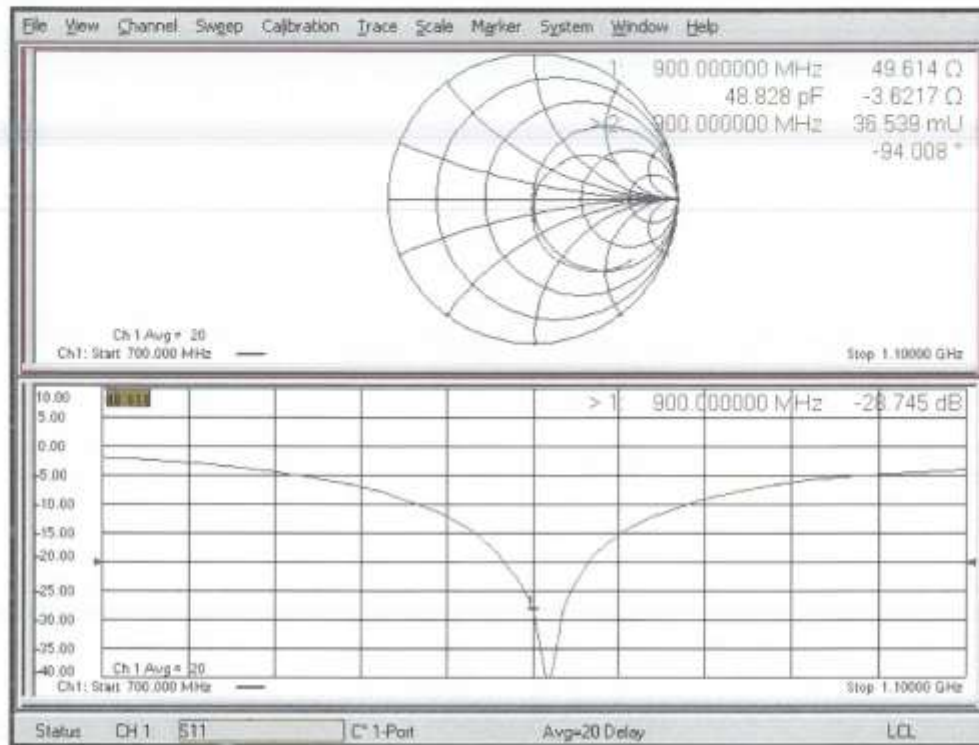 File View Channel Sweep Calibration Trace Scale Marker System Window Help
1 900.000000 MHz 49.614 Ω
48.828 pF -3.6217 Ω
>2 900.000000 MHz 36.539 mU
-94.008 °
Ch 1 Avg = 20
Ch1: Start 700.000 MHz
Stop 1.10000 GHz
10.00
> 1 900.000000 MHz -28.745 dB
5.00
0.00
-5.00
-10.00
-15.00
-20.00
-25.00
-30.00
-35.00
-40.00
Ch 1 Avg = 20
Ch1: Start 700.000 MHz
Stop 1.10000 GHz
Status CH 1 S11 C* 1-Port Avg=20 Delay LCL